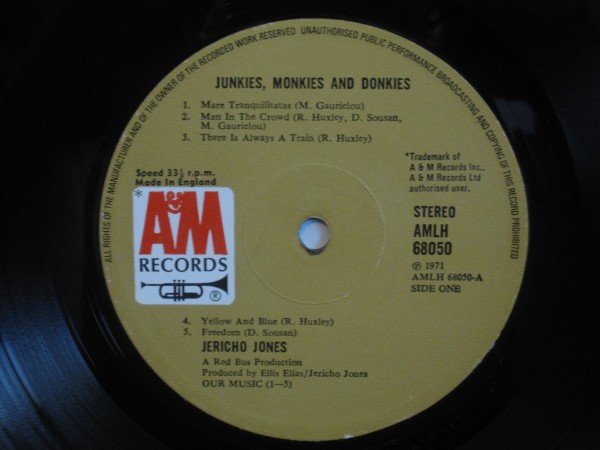 ALL RIGHTS OF THE MANUFACTURER AND OF THE OWNER OF THE RECORDED WORK RESERVED UNAUTHORISED PUBLIC PERFORMANCE BROADCASTING AND COPYING OF THIS RECORD PROHIBITED
JUNKIES, MONKIES AND DONKIES
1. Mare Tranquilitatas (M. Gaurielou)
2. Man In The Crowd (R. Huxley, D. Sousan,
M. Gaurielou)
3. There Is Always A Train (R. Huxley)
Speed 33⅓ r.p.m.
Made in England
*Trademark of
A & M Records Inc.,
A & M Records Ltd
authorised user.
*
A&M
RECORDS
®
STEREO
AMLH
68050
℗ 1971
AMLH 68050-A
SIDE ONE
4. Yellow And Blue (R. Huxley)
5. Freedom (D. Sousan)
JERICHO JONES
A Red Bus Production
Produced by Ellis Elias/Jericho Jones
OUR MUSIC (1—5)